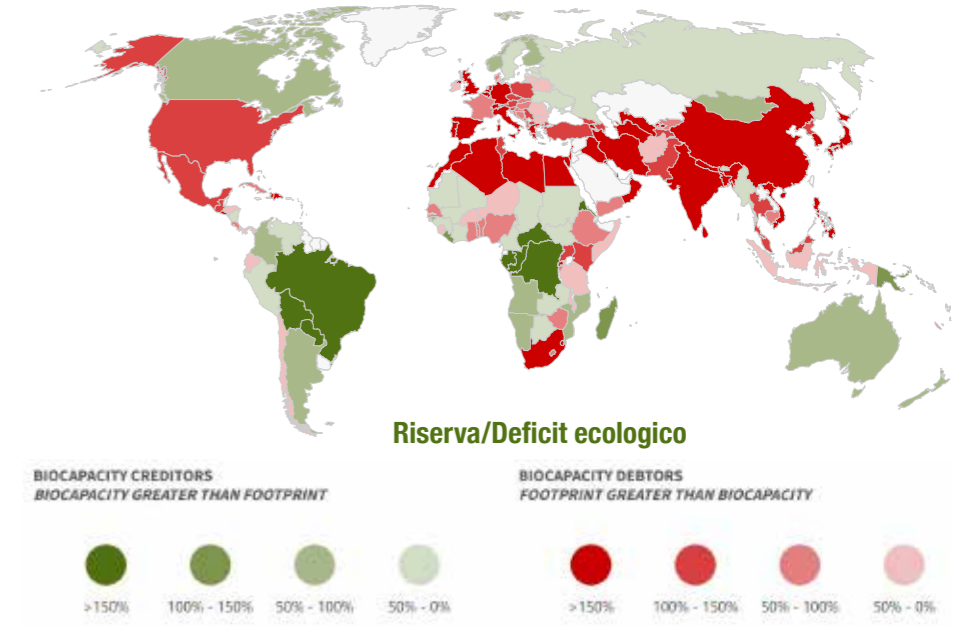 Riserva/Deficit ecologico
BIOCAPACITY CREDITORS
BIOCAPACITY GREATER THAN FOOTPRINT
>150%
100% - 150%
50% - 100%
50% - 0%
BIOCAPACITY DEBTORS
FOOTPRINT GREATER THAN BIOCAPACITY
>150%
100% - 150%
50% - 100%
50% - 0%